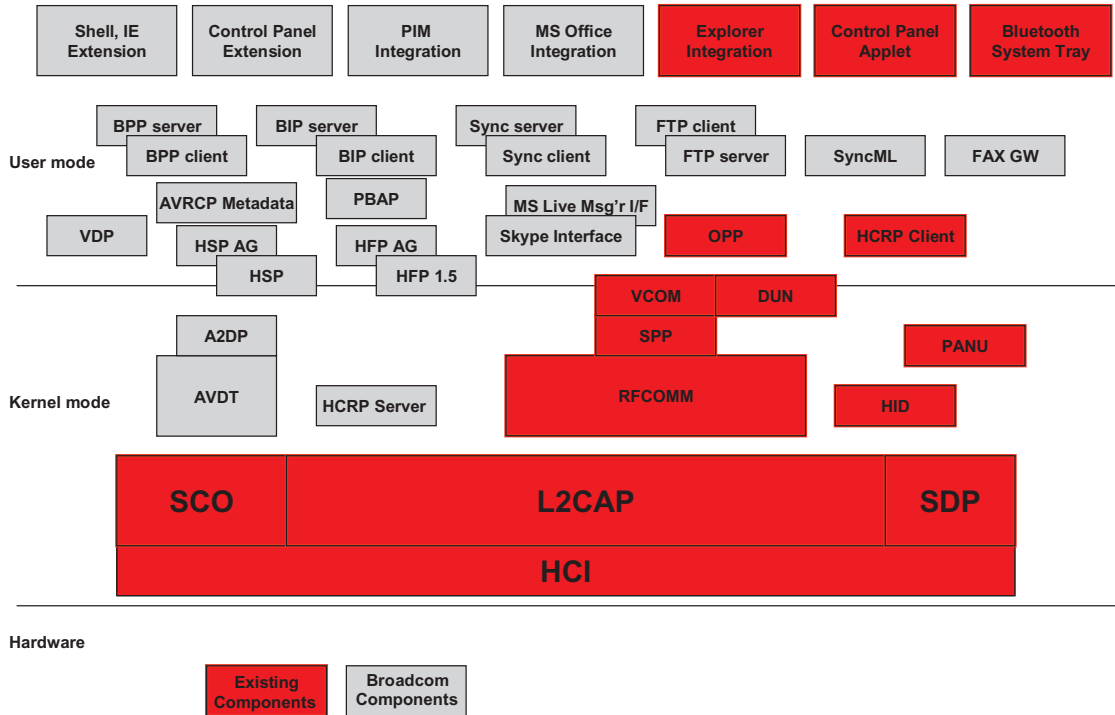 Shell, IE
Extension
Control Panel
Extension
PIM
Integration
MS Office
Integration
Explorer
Integration
Control Panel
Applet
Bluetooth
System Tray
User mode
BPP server
BPP client
BIP server
BIP client
Sync server
Sync client
FTP client
FTP server
SyncML
FAX GW
AVRCP Metadata
PBAP
MS Live Msg'r I/F
VDP
HSP AG
HSP
HFP AG
HFP 1.5
Skype Interface
OPP
HCRP Client
VCOM
DUN
A2DP
SPP
PANU
Kernel mode
AVDT
HCRP Server
RFCOMM
HID
SCO
L2CAP
SDP
HCI
Hardware
Existing
Components
Broadcom
Components